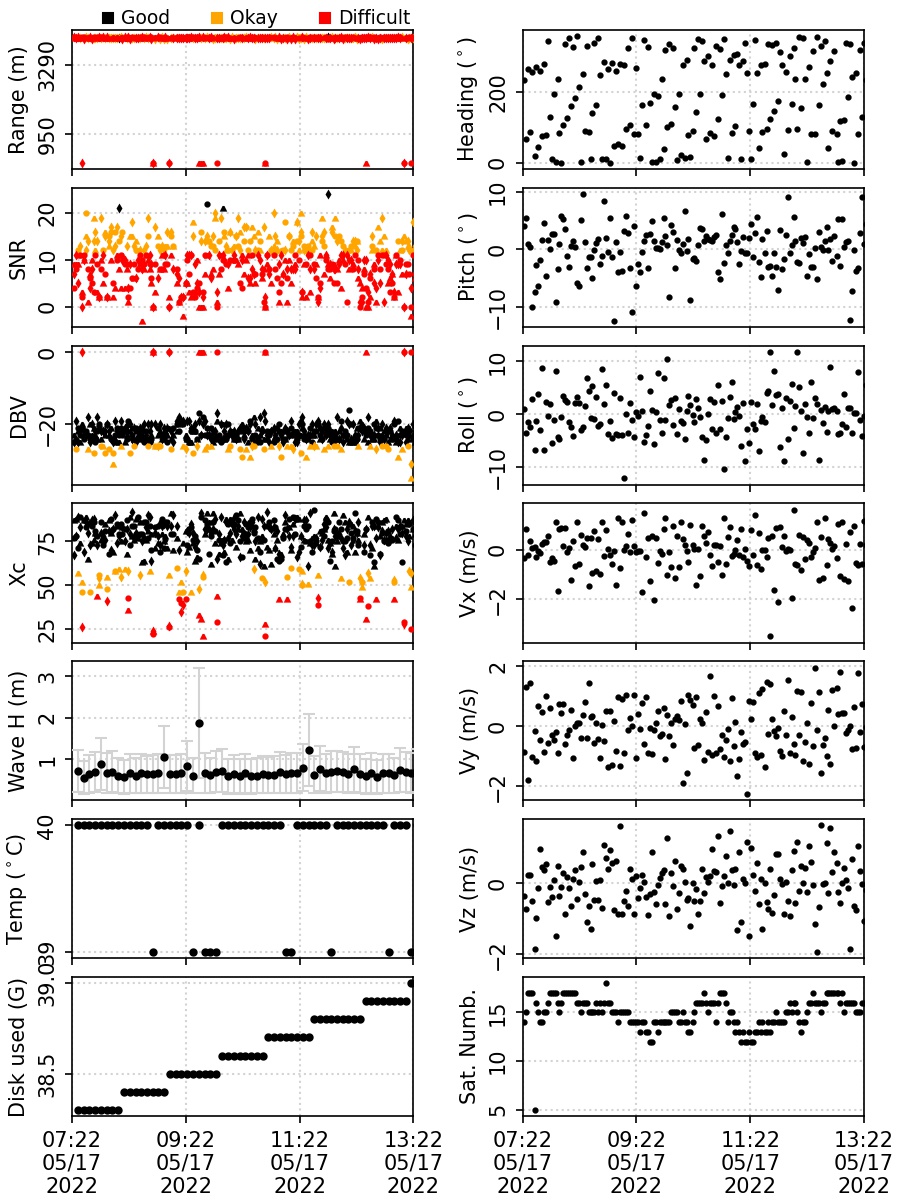 Good Okay Difficult
Range (m)
3290
950
Heading (°)
200
0
SNR
20
10
0
Pitch (°)
10
0
−10
DBV
0
−20
Roll (°)
10
0
−10
Xc
75
50
25
Vx (m/s)
0
−2
Wave H (m)
3
2
1
Vy (m/s)
2
0
−2
Temp (°C)
40
39
Vz (m/s)
0
−2
Disk used (G)
39.0
38.5
Sat. Numb.
15
10
5
07:22 09:22 11:22 13:22
05/17 05/17 05/17 05/17
2022 2022 2022 2022
07:22 09:22 11:22 13:22
05/17 05/17 05/17 05/17
2022 2022 2022 2022